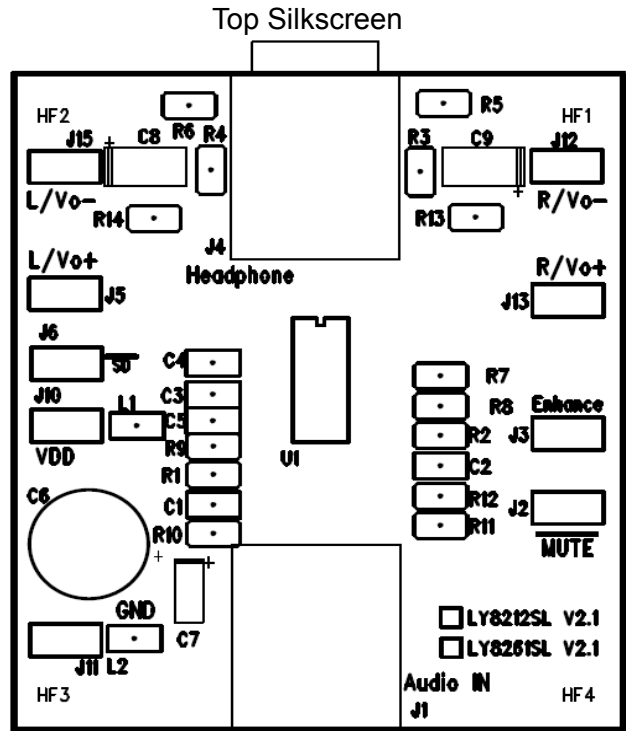 Top Silkscreen
HF2
R6
R5
HF1
J15
C8
R4
R3
C9
J12
L/Vo-
R/Vo-
R14
R13
J4
Headphone
L/Vo+
R/Vo+
J5
J13
J6
SD
C4
R7
J10
L1
C3
R8
Enhance
C5
R2
J3
VDD
R9
U1
R1
C2
C6
C1
R12
J2
R10
R11
MUTE
GND
C7
LY8212SL V2.1
J11
L2
LY8261SL V2.1
HF3
Audio IN
HF4
J1